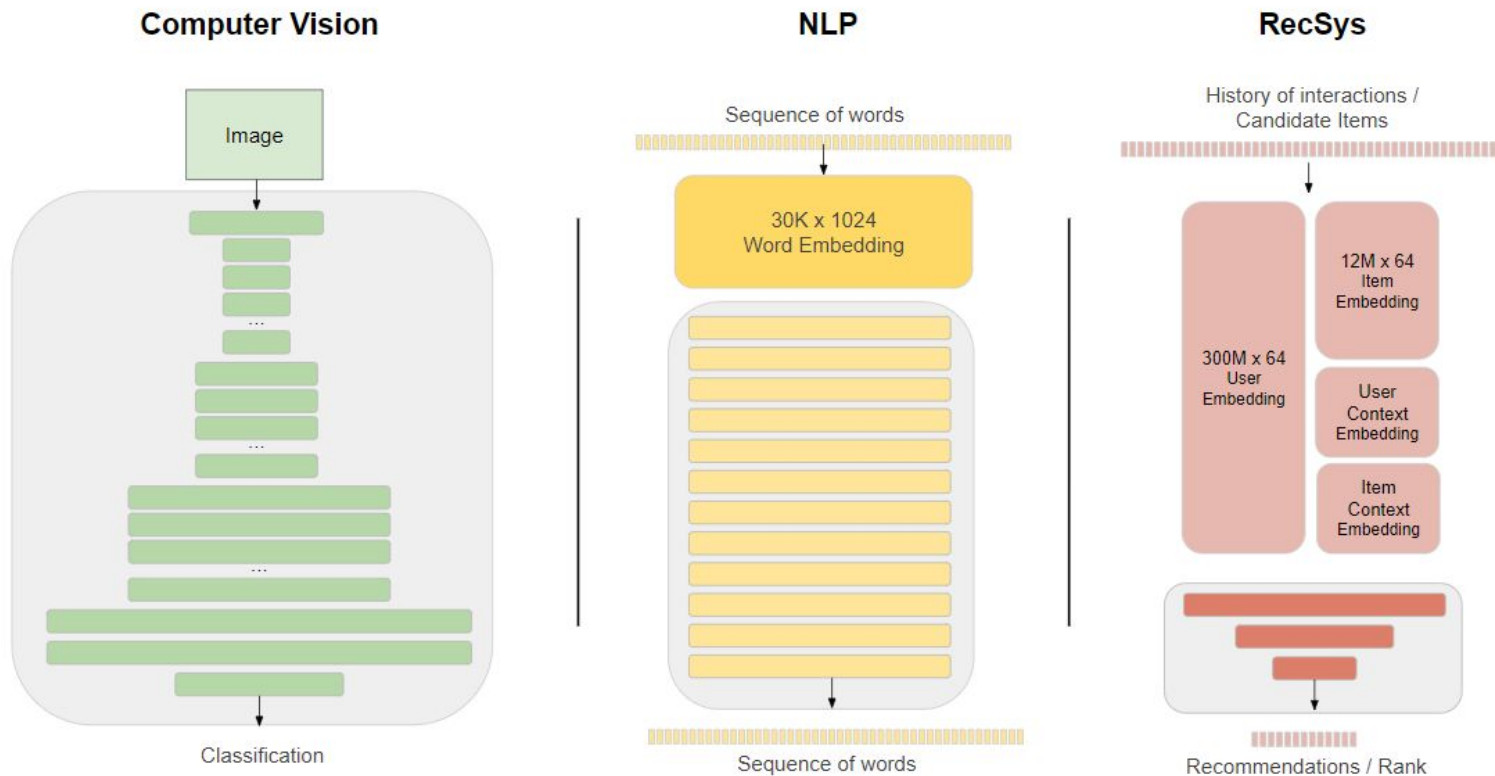 Computer Vision
Image
...
...
...
Classification
NLP
Sequence of words
30K x 1024
Word Embedding
Sequence of words
RecSys
History of interactions /
Candidate Items
300M x 64
User
Embedding
12M x 64
Item
Embedding
User
Context
Embedding
Item
Context
Embedding
Recommendations / Rank